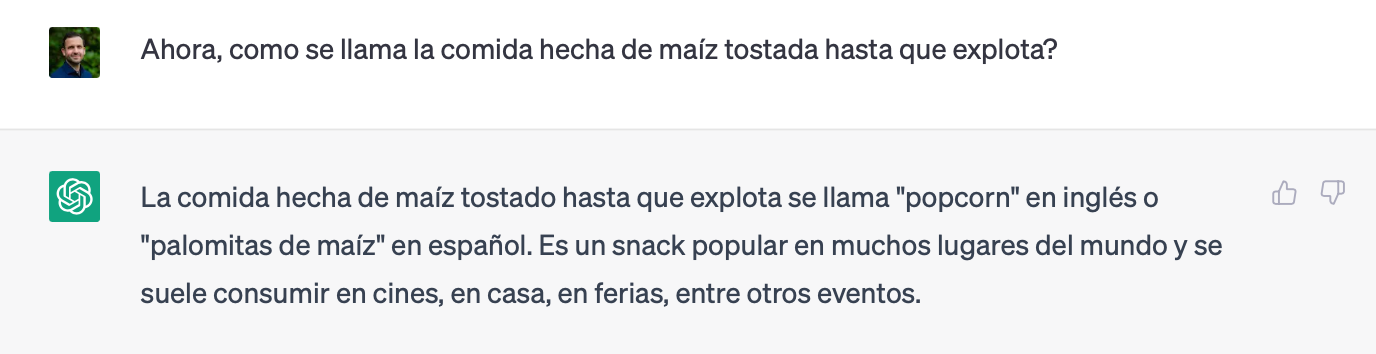 Ahora, como se llama la comida hecha de maíz tostada hasta que explota?
La comida hecha de maíz tostado hasta que explota se llama "popcorn" en inglés o
"palomitas de maíz" en español. Es un snack popular en muchos lugares del mundo y se
suele consumir en cines, en casa, en ferias, entre otros eventos.